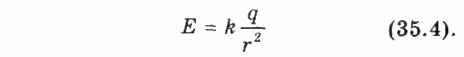 E = k q/r² (35.4).